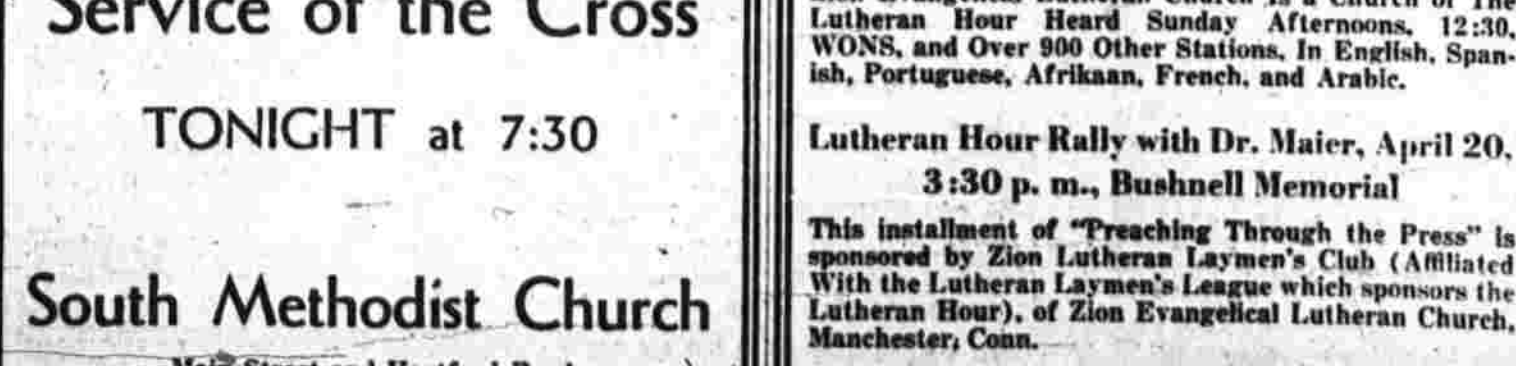 Service of the Cross
TONIGHT at 7:30
South Methodist Church
Lutheran Hour Heard Sunday Afternoons, 12:30,
WONS, and Over 900 Other Stations, In English, Span-
ish, Portuguese, Afrikaan, French, and Arabic.
Lutheran Hour Rally with Dr. Maier, April 20,
3:30 p. m., Bushnell Memorial
This installment of "Preaching Through the Press" is
sponsored by Zion Lutheran Laymen's Club (Affiliated
With the Lutheran Laymen's League which sponsors the
Lutheran Hour), of Zion Evangelical Lutheran Church,
Manchester, Conn.